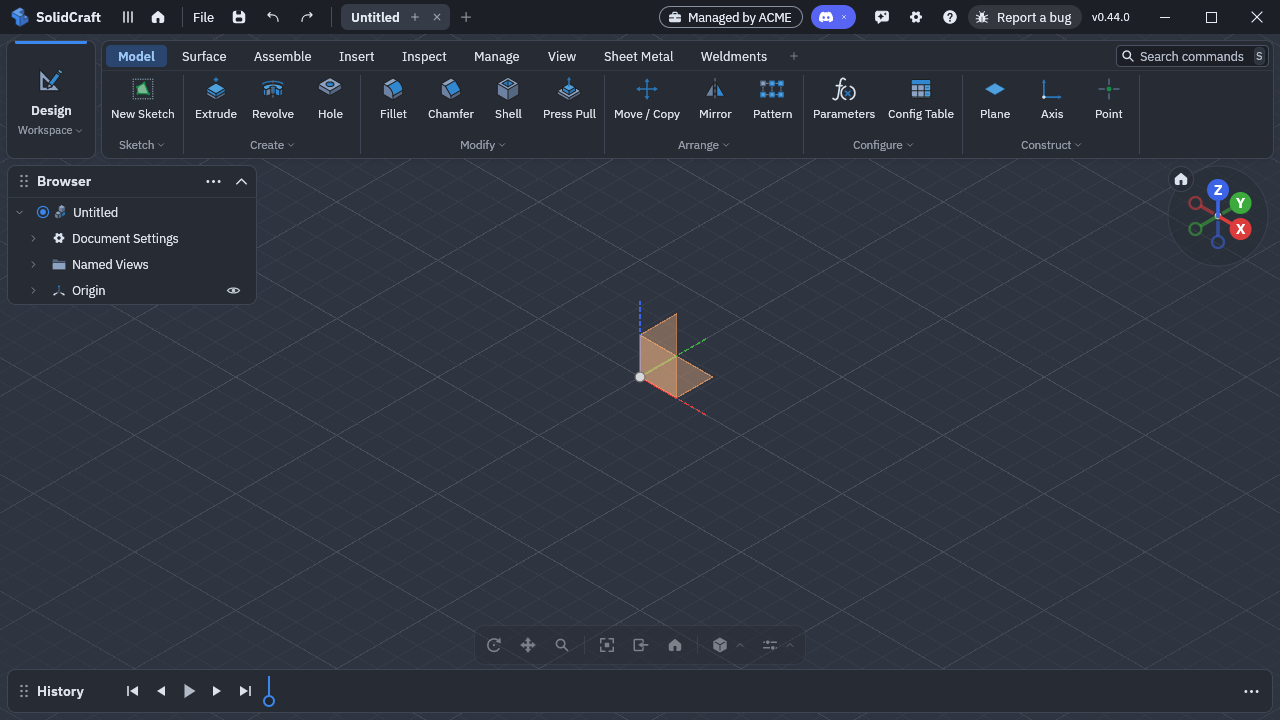 SolidCraft
File
Untitled
Managed by ACME
Report a bug
v0.44.0
Design
Workspace
Model
Surface
Assemble
Insert
Inspect
Manage
View
Sheet Metal
Weldments
Search commands
S
New Sketch
Extrude
Revolve
Hole
Fillet
Chamfer
Shell
Press Pull
Move / Copy
Mirror
Pattern
Parameters
Config Table
Plane
Axis
Point
Sketch
Create
Modify
Arrange
Configure
Construct
Browser
Untitled
Document Settings
Named Views
Origin
Z
Y
X
History